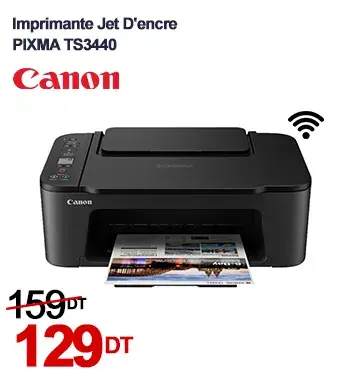 Imprimante Jet D'encre
PIXMA TS3440
Canon
Canon
159DT
129DT